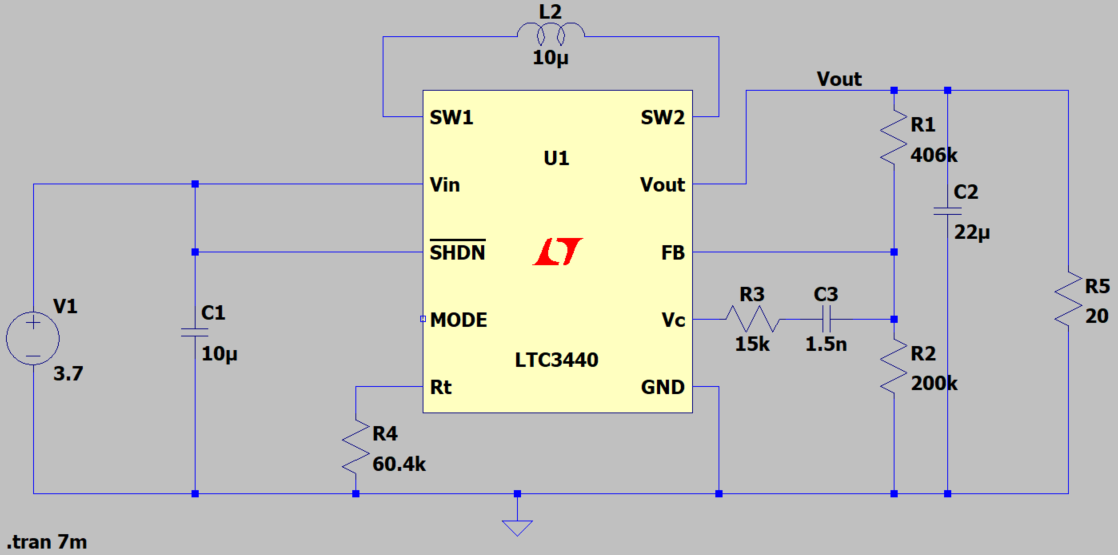 L2
10µ
Vout
SW1
SW2
R1
406k
U1
Vin
Vout
C2
22µ
SHDN
FB
V1
3.7
C1
10µ
MODE
Vc
R3
15k
C3
1.5n
R5
20
LTC3440
R2
200k
Rt
GND
R4
60.4k
.tran 7m